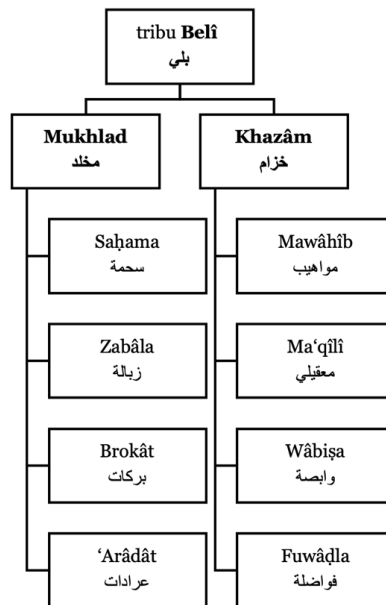 tribu Belî
بلي
Mukhlad
مخلد
Khazâm
خزام
Saḥama
سحمة
Zabâla
زبالة
Brokât
بركات
‘Arâdât
عرادات
Mawâhîb
مواهيب
Ma‘qîlî
معقيلي
Wâbiṣa
وابصة
Fuwâḍla
فواضلة